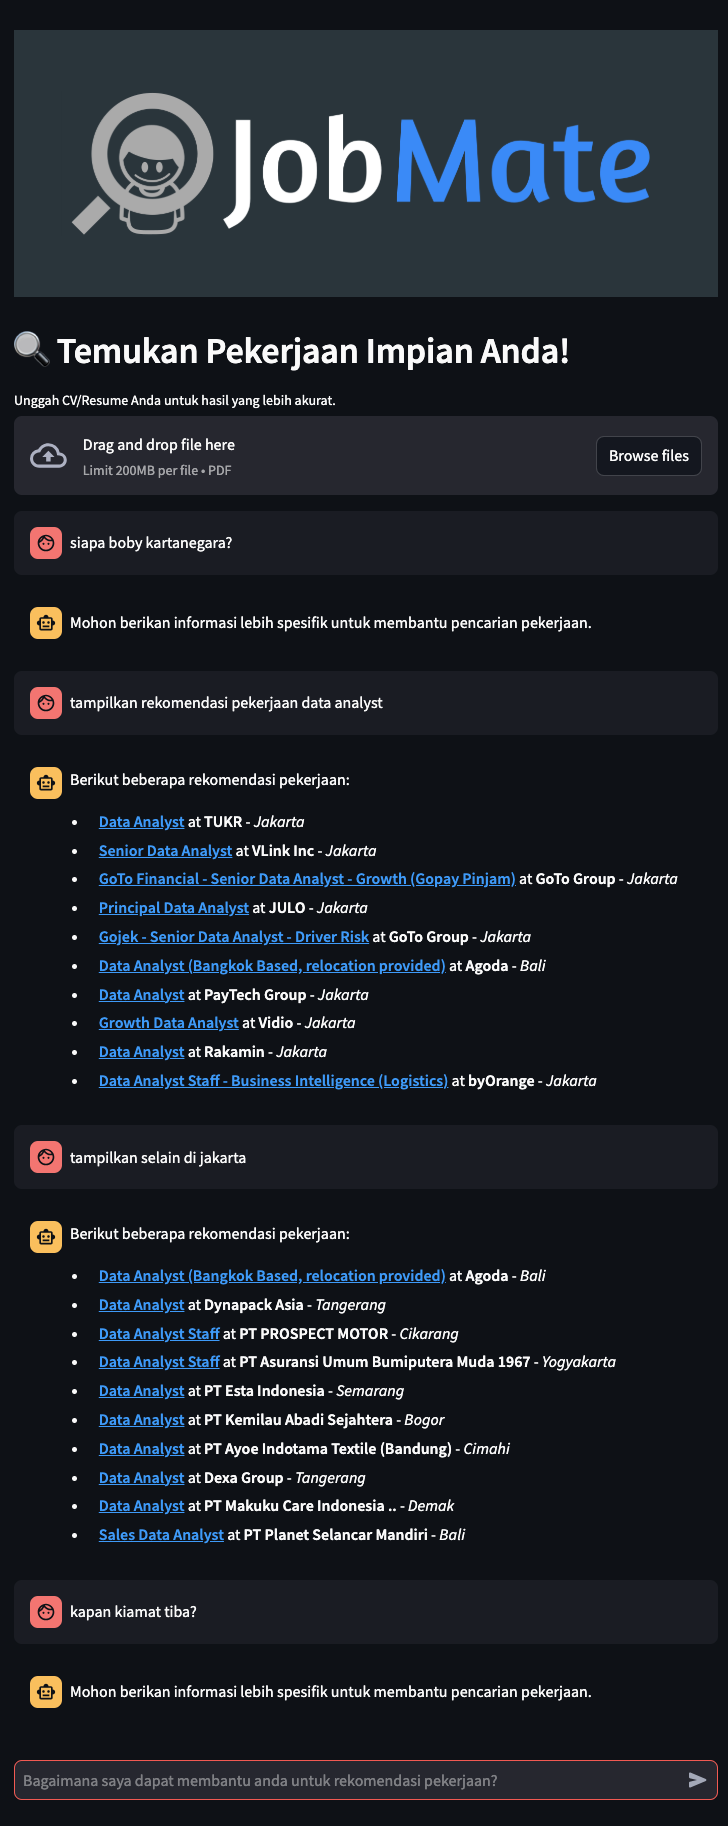 JobMate
🔍 Temukan Pekerjaan Impian Anda!
Unggah CV/Resume Anda untuk hasil yang lebih akurat.
Drag and drop file here
Limit 200MB per file • PDF
Browse files
siapa boby kartanegara?
Mohon berikan informasi lebih spesifik untuk membantu pencarian pekerjaan.
tampilkan rekomendasi pekerjaan data analyst
Berikut beberapa rekomendasi pekerjaan:
• Data Analyst at TUKR - Jakarta
• Senior Data Analyst at VLink Inc - Jakarta
• GoTo Financial - Senior Data Analyst - Growth (Gopay Pinjam) at GoTo Group - Jakarta
• Principal Data Analyst at JULO - Jakarta
• Gojek - Senior Data Analyst - Driver Risk at GoTo Group - Jakarta
• Data Analyst (Bangkok Based, relocation provided) at Agoda - Bali
• Data Analyst at PayTech Group - Jakarta
• Growth Data Analyst at Vidio - Jakarta
• Data Analyst at Rakamin - Jakarta
• Data Analyst Staff - Business Intelligence (Logistics) at byOrange - Jakarta
tampilkan selain di jakarta
Berikut beberapa rekomendasi pekerjaan:
• Data Analyst (Bangkok Based, relocation provided) at Agoda - Bali
• Data Analyst at Dynapack Asia - Tangerang
• Data Analyst Staff at PT PROSPECT MOTOR - Cikarang
• Data Analyst Staff at PT Asuransi Umum Bumiputera Muda 1967 - Yogyakarta
• Data Analyst at PT Esta Indonesia - Semarang
• Data Analyst at PT Kemilau Abadi Sejahtera - Bogor
• Data Analyst at PT Ayoe Indotama Textile (Bandung) - Cimahi
• Data Analyst at Dexa Group - Tangerang
• Data Analyst at PT Makuku Care Indonesia .. - Demak
• Sales Data Analyst at PT Planet Selancar Mandiri - Bali
kapan kiamat tiba?
Mohon berikan informasi lebih spesifik untuk membantu pencarian pekerjaan.
Bagaimana saya dapat membantu anda untuk rekomendasi pekerjaan?